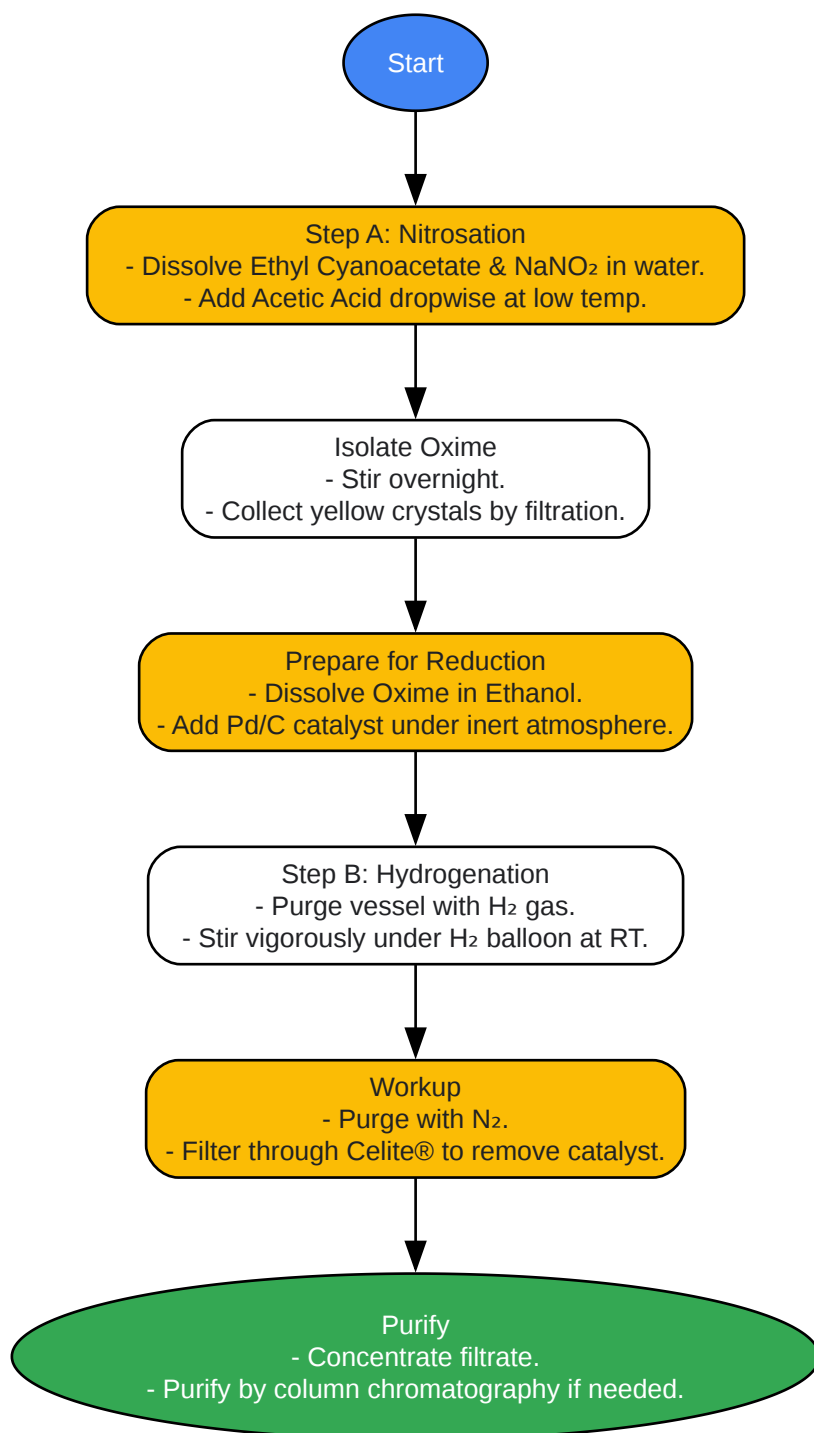 Start
Step A: Nitrosation
- Dissolve Ethyl Cyanoacetate & NaNO₂ in water.
- Add Acetic Acid dropwise at low temp.
Isolate Oxime
- Stir overnight.
- Collect yellow crystals by filtration.
Prepare for Reduction
- Dissolve Oxime in Ethanol.
- Add Pd/C catalyst under inert atmosphere.
Step B: Hydrogenation
- Purge vessel with H₂ gas.
- Stir vigorously under H₂ balloon at RT.
Workup
- Purge with N₂.
- Filter through Celite® to remove catalyst.
Purify
- Concentrate filtrate.
- Purify by column chromatography if needed.